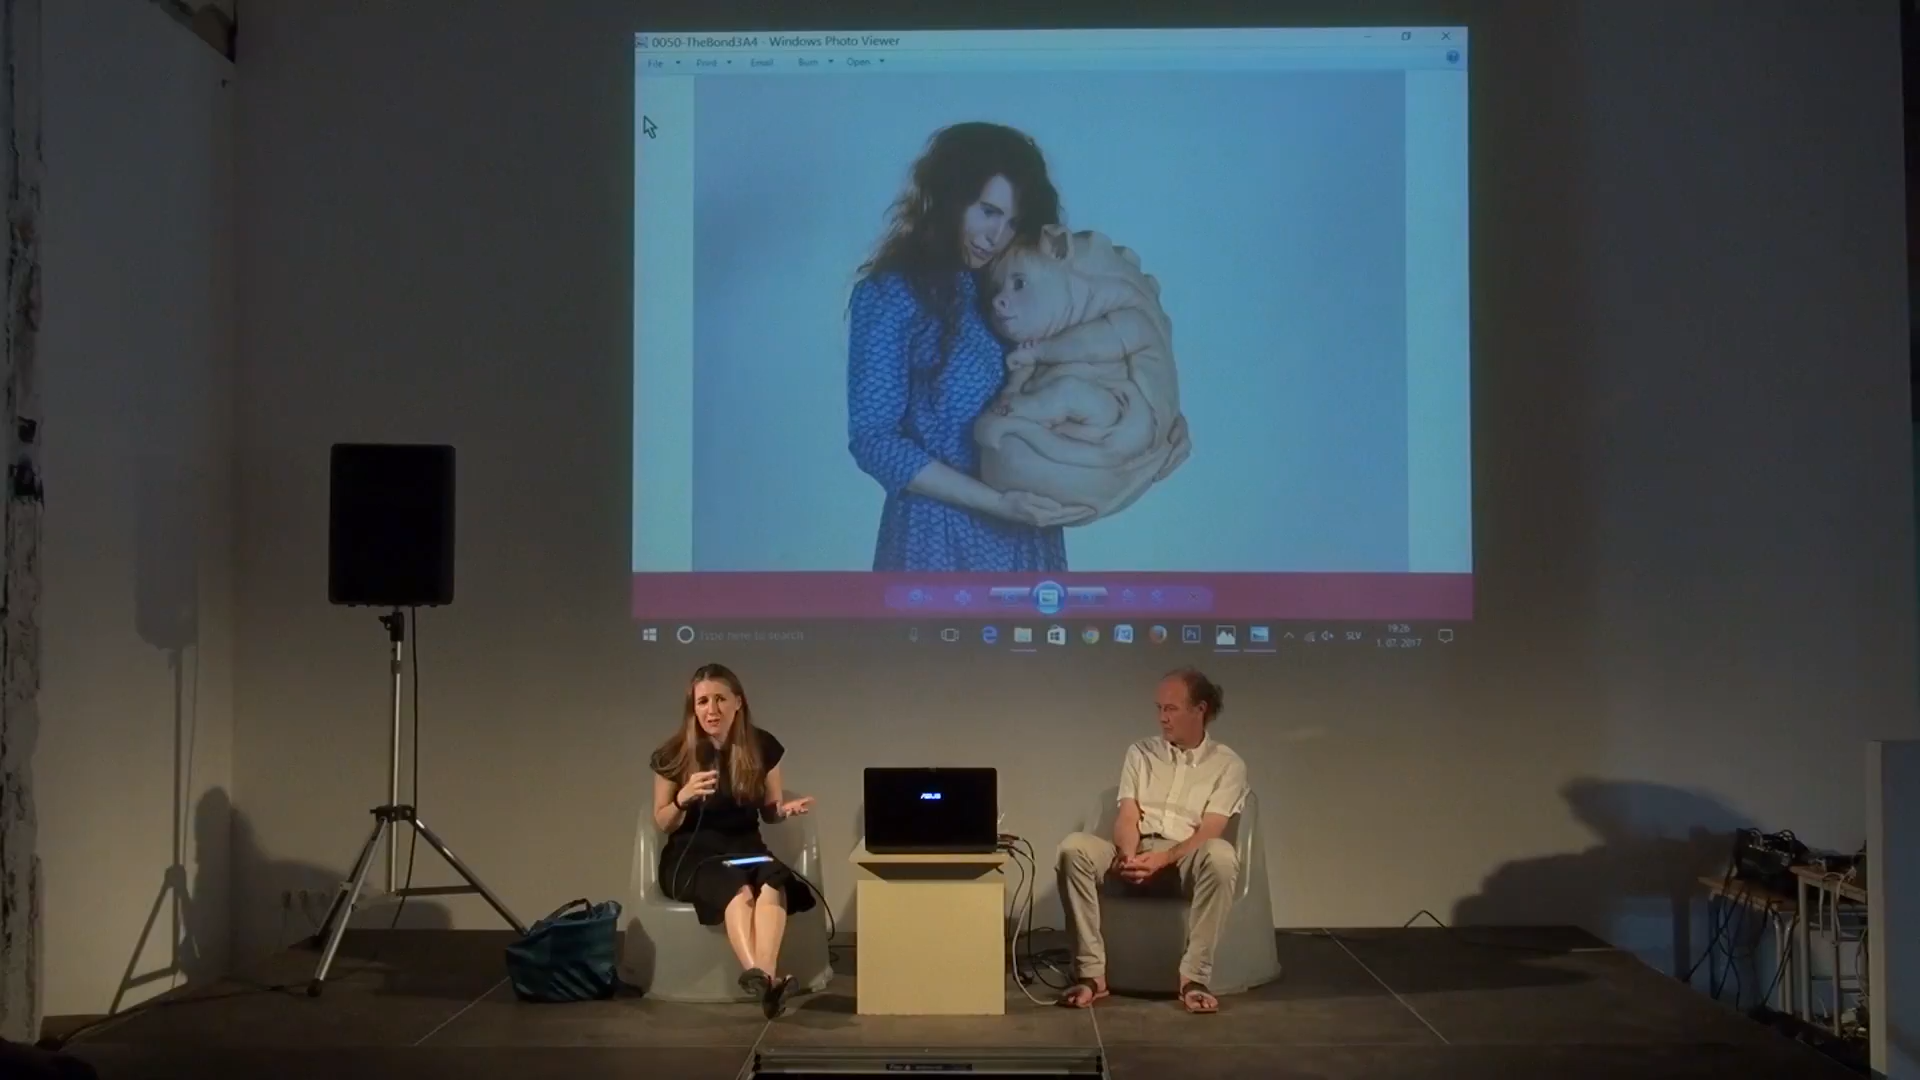 0050-TheBond3A4 - Windows Photo Viewer
File Print Email Burn Open
Type here to search
SLV
19:26
1. 07. 2017
Ps
ASUS